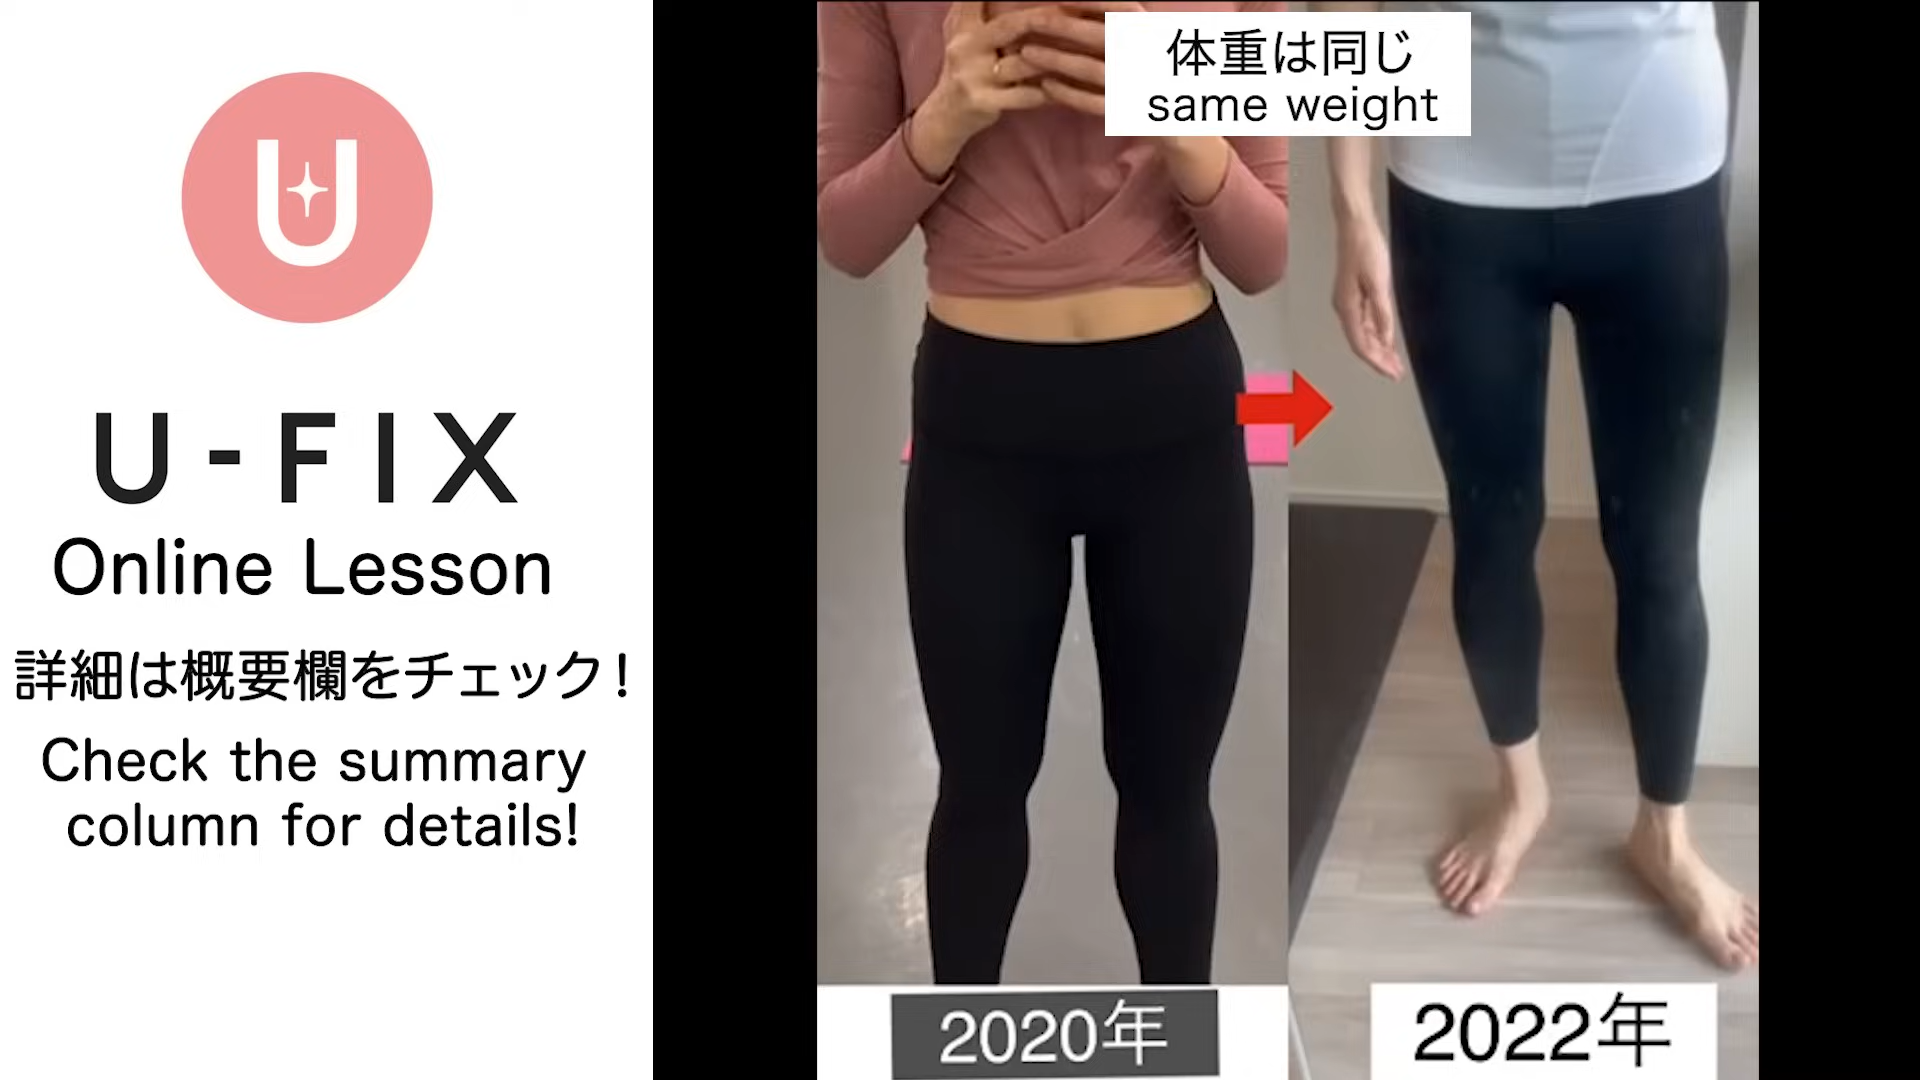 U
U-FIX
Online Lesson
詳細は概要欄をチェック!
Check the summary
column for details!
体重は同じ
same weight
2020年
2022年